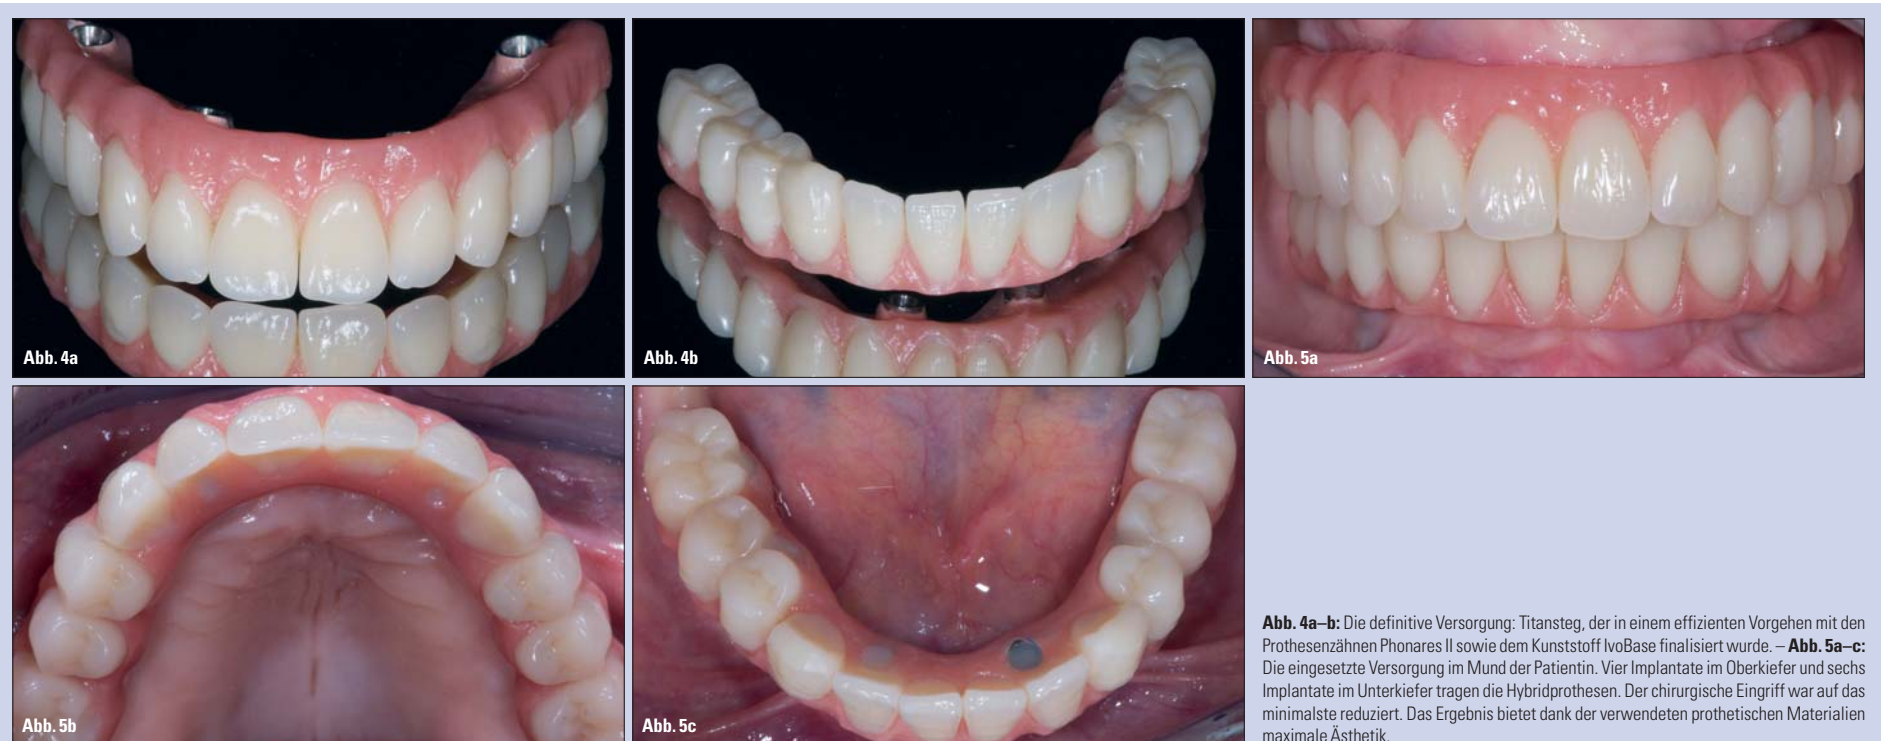 Abb. 4a
Abb. 4b
Abb. 5a
Abb. 5b
Abb. 5c
Abb. 4a–b: Die definitive Versorgung: Titansteg, der in einem effizienten Vorgehen mit den
Prothesenzähnen Phonares II sowie dem Kunststoff IvoBase finalisiert wurde. – Abb. 5a–c:
Die eingesetzte Versorgung im Mund der Patientin. Vier Implantate im Oberkiefer und sechs
Implantate im Unterkiefer tragen die Hybridprothesen. Der chirurgische Eingriff war auf das
minimalste reduziert. Das Ergebnis bietet dank der verwendeten prothetischen Materialien
maximale Ästhetik.